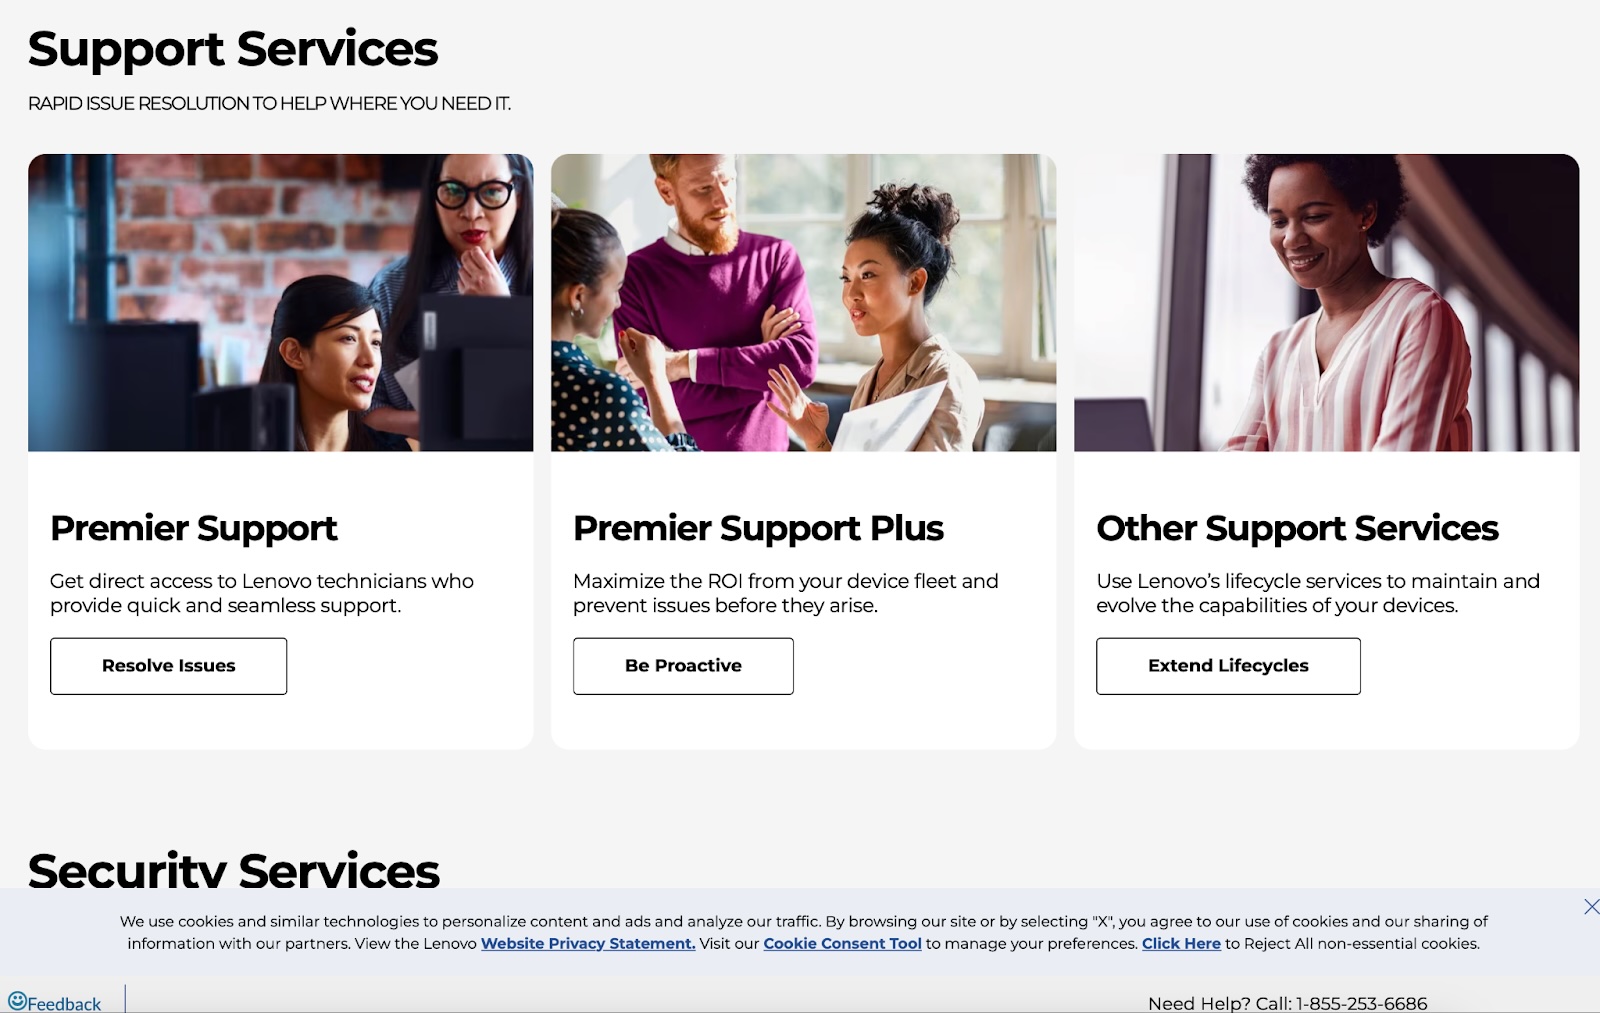 Support Services
RAPID ISSUE RESOLUTION TO HELP WHERE YOU NEED IT.
Premier Support
Get direct access to Lenovo technicians who
provide quick and seamless support.
Resolve Issues
Premier Support Plus
Maximize the ROI from your device fleet and
prevent issues before they arise.
Be Proactive
Other Support Services
Use Lenovo’s lifecycle services to maintain and
evolve the capabilities of your devices.
Extend Lifecycles
Security Services
We use cookies and similar technologies to personalize content and ads and analyze our traffic. By browsing our site or by selecting "X", you agree to our use of cookies and our sharing of
information with our partners. View the Lenovo Website Privacy Statement. Visit our Cookie Consent Tool to manage your preferences. Click Here to Reject All non-essential cookies.
Feedback
Need Help? Call: 1-855-253-6686